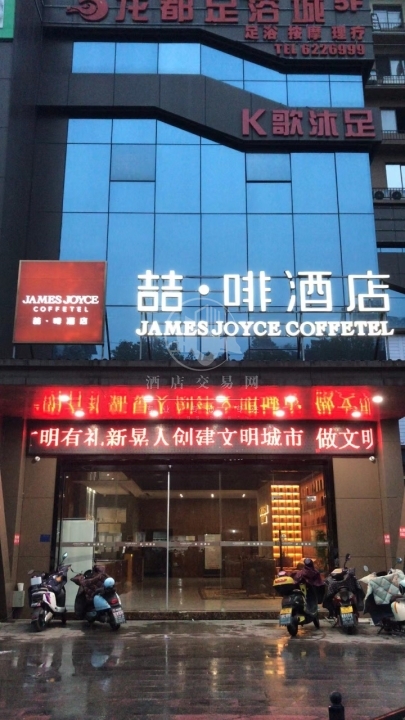 龙都足浴城 5F
足浴 按摩 理疗
TEL 6226999
K歌沐足
JAMES JOYCE
COFFETEL
喆·啡酒店
喆·啡酒店
JAMES JOYCE COFFETEL
酒店交易网
明有礼新晃人创建文明城市 做文明